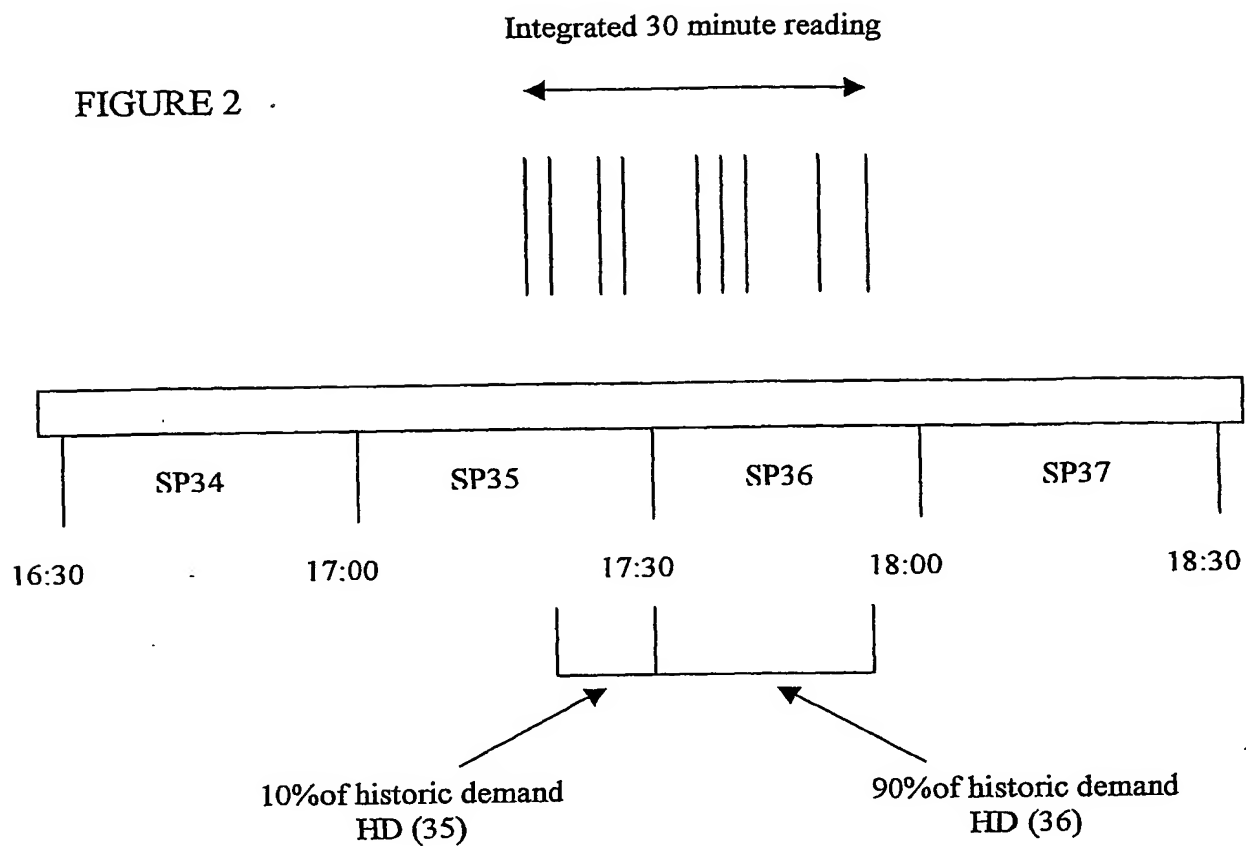 Integrated 30 minute reading
FIGURE 2
SP34 SP35 SP36 SP37
16:30 17:00 17:30 18:00 18:30
10%of historic demand
HD (35)
90%of historic demand
HD (36)